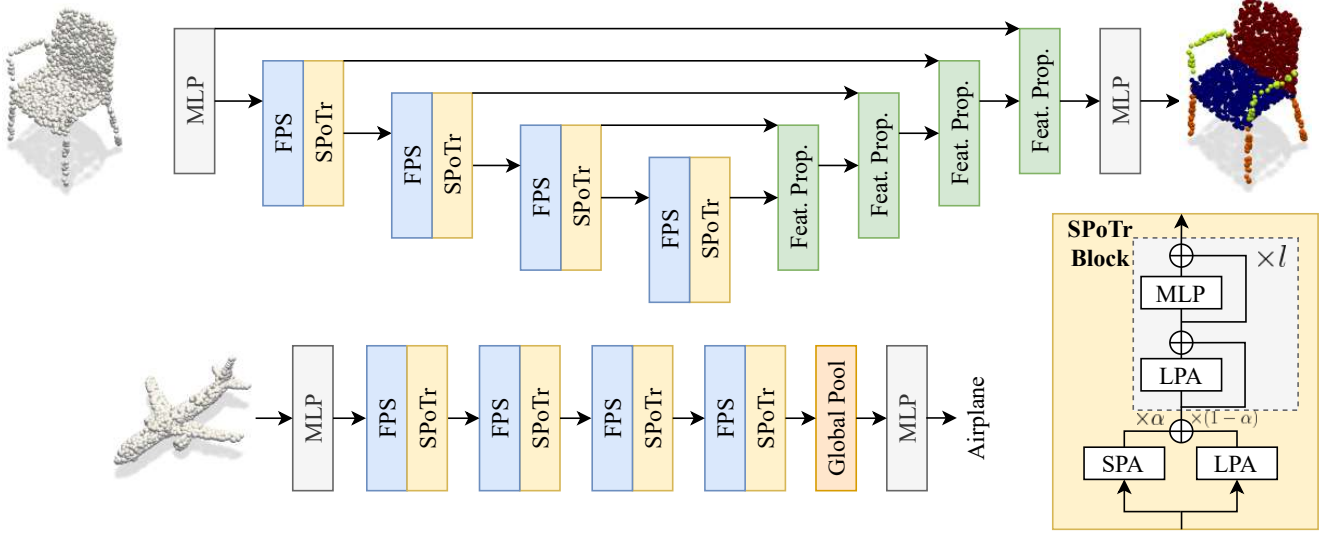 MLP
FPS
SPoTr
FPS
SPoTr
FPS
SPoTr
FPS
SPoTr
Feat. Prop.
Feat. Prop.
Feat. Prop.
Feat. Prop.
MLP
MLP
FPS
SPoTr
FPS
SPoTr
FPS
SPoTr
FPS
SPoTr
Global Pool
MLP
Airplane
SPoTr
Block
×l
MLP
LPA
×α
×(1 − α)
SPA
LPA